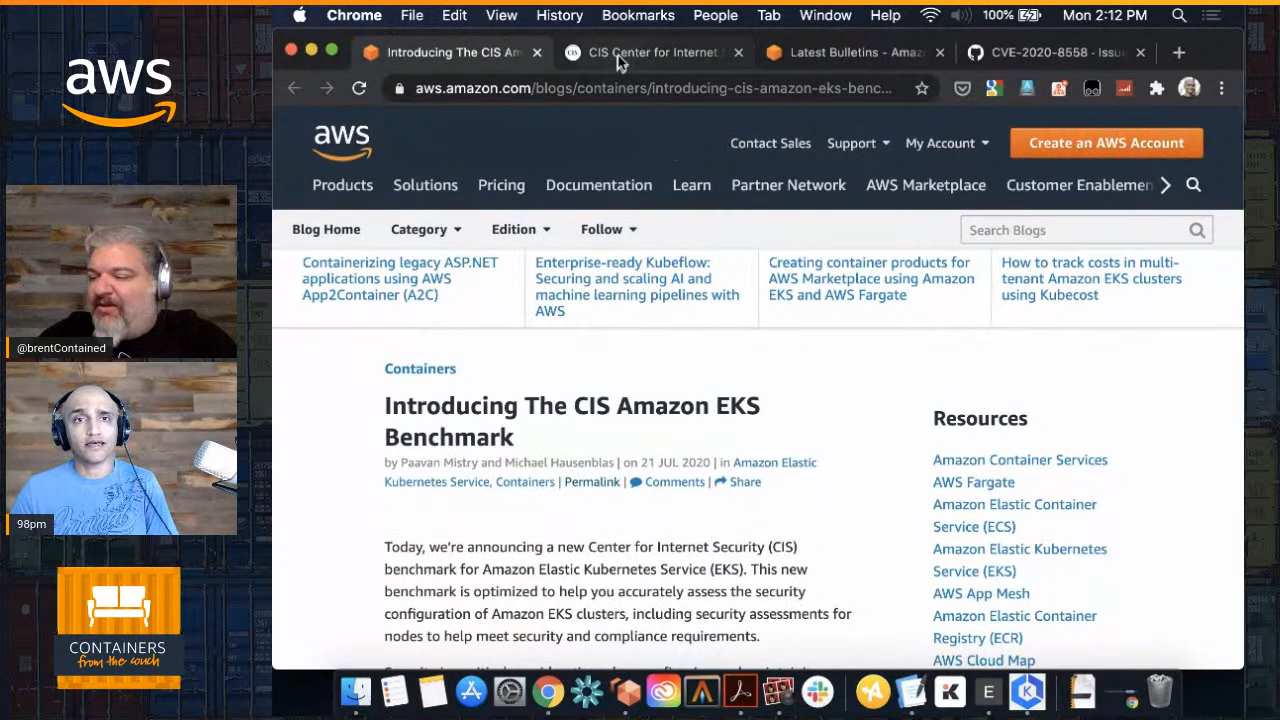 Chrome File Edit View History Bookmarks People Tab Window Help 100% Mon 2:12 PM
Introducing The CIS Am
CIS Center for Internet
Latest Bulletins - Amaz
CVE-2020-8558 - Issue
aws.amazon.com/blogs/containers/introducing-cis-amazon-eks-benc...
aws
aws
Contact Sales Support My Account Create an AWS Account
Products Solutions Pricing Documentation Learn Partner Network AWS Marketplace Customer Enablemen
Blog Home Category Edition Follow Search Blogs
Containerizing legacy ASP.NET
applications using AWS
App2Container (A2C)
Enterprise-ready Kubeflow:
Securing and scaling AI and
machine learning pipelines with
AWS
Creating container products for
AWS Marketplace using Amazon
EKS and AWS Fargate
How to track costs in multi-
tenant Amazon EKS clusters
using Kubecost
@brentContained
98pm
CONTAINERS
from the couch
Containers
Introducing The CIS Amazon EKS
Benchmark
by Paavan Mistry and Michael Hausenblas | on 21 JUL 2020 | in Amazon Elastic
Kubernetes Service, Containers | Permalink | Comments | Share
Today, we're announcing a new Center for Internet Security (CIS)
benchmark for Amazon Elastic Kubernetes Service (EKS). This new
benchmark is optimized to help you accurately assess the security
configuration of Amazon EKS clusters, including security assessments for
nodes to help meet security and compliance requirements.
Resources
Amazon Container Services
AWS Fargate
Amazon Elastic Container
Service (ECS)
Amazon Elastic Kubernetes
Service (EKS)
AWS App Mesh
Amazon Elastic Container
Registry (ECR)
AWS Cloud Map